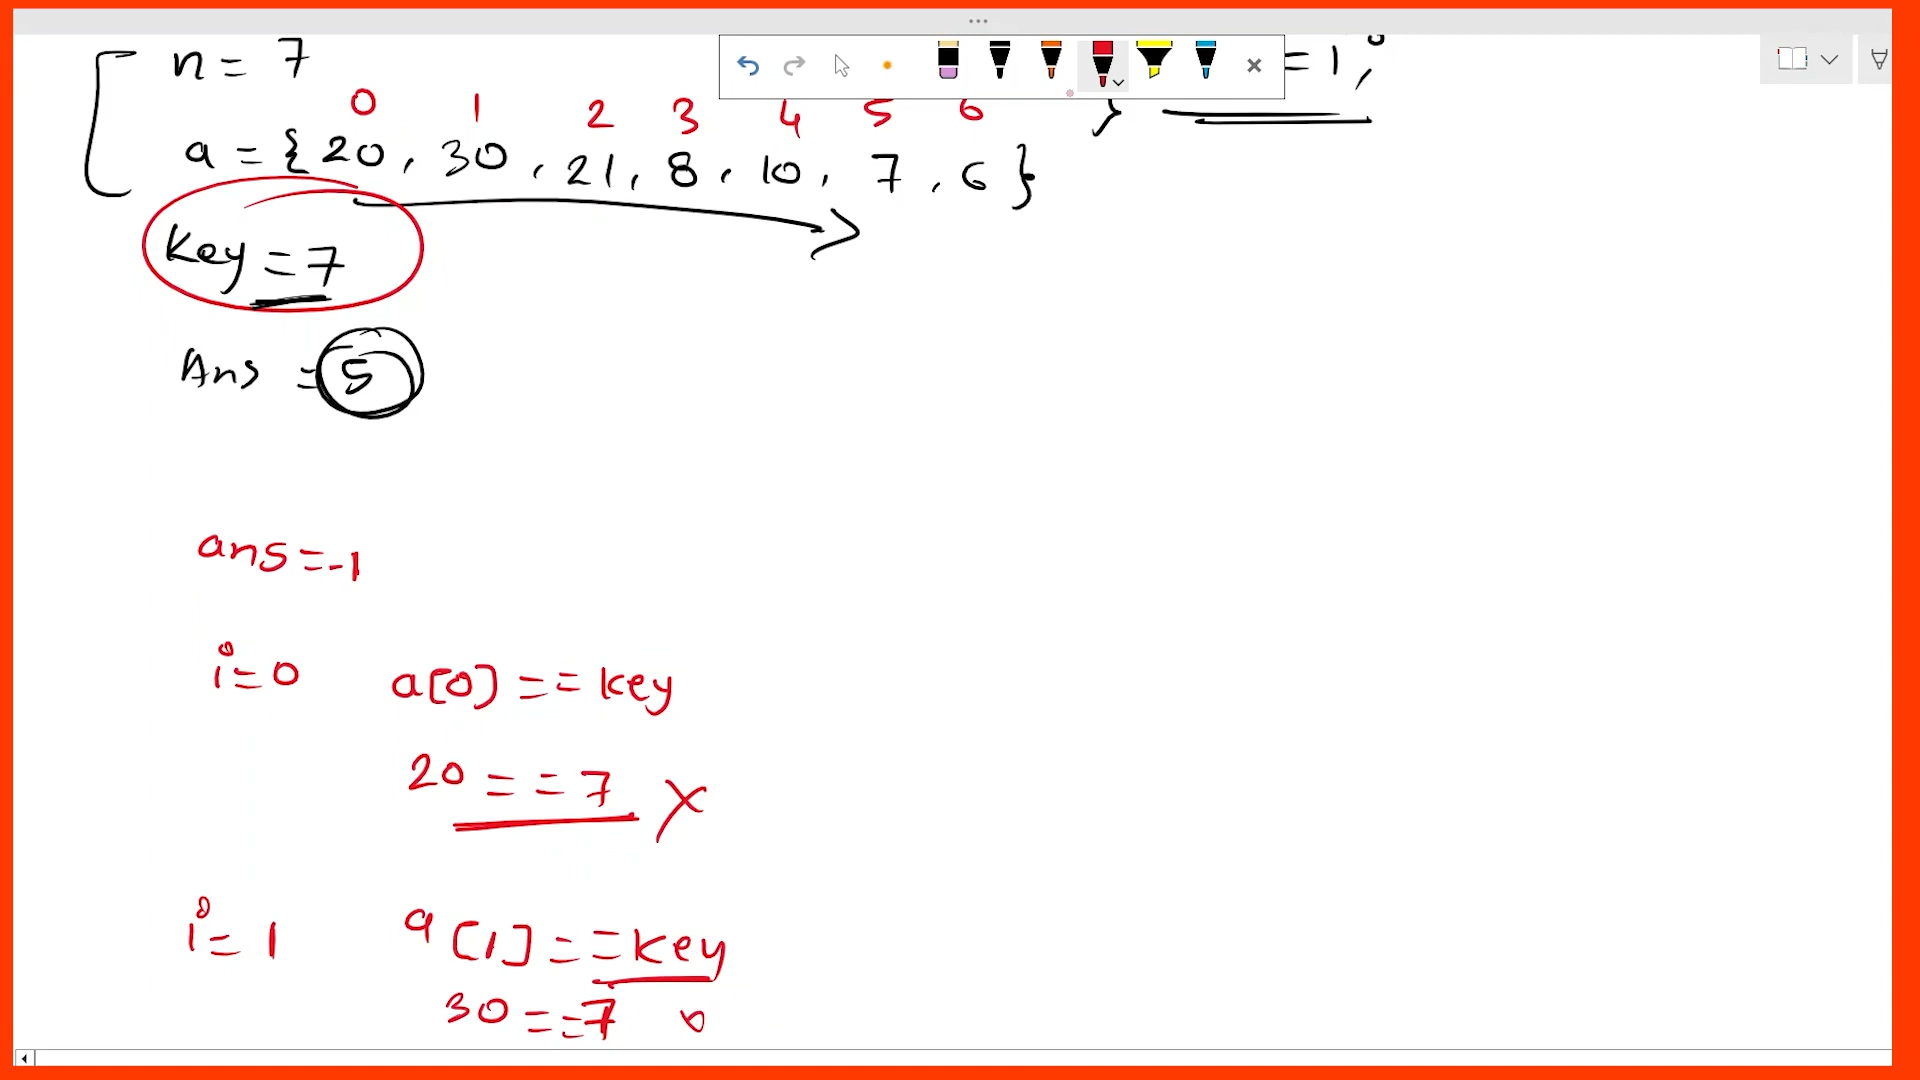 n = 7
= 1 ;
0 1 2 3 4 5 6 }
a = { 20 , 30 , 21 , 8 , 10 , 7 , 6 }
Key = 7
Ans = 5
ans = -1
i = 0 a[0] == key
20 == 7 X
i = 1 a[1] == key
30 == 7